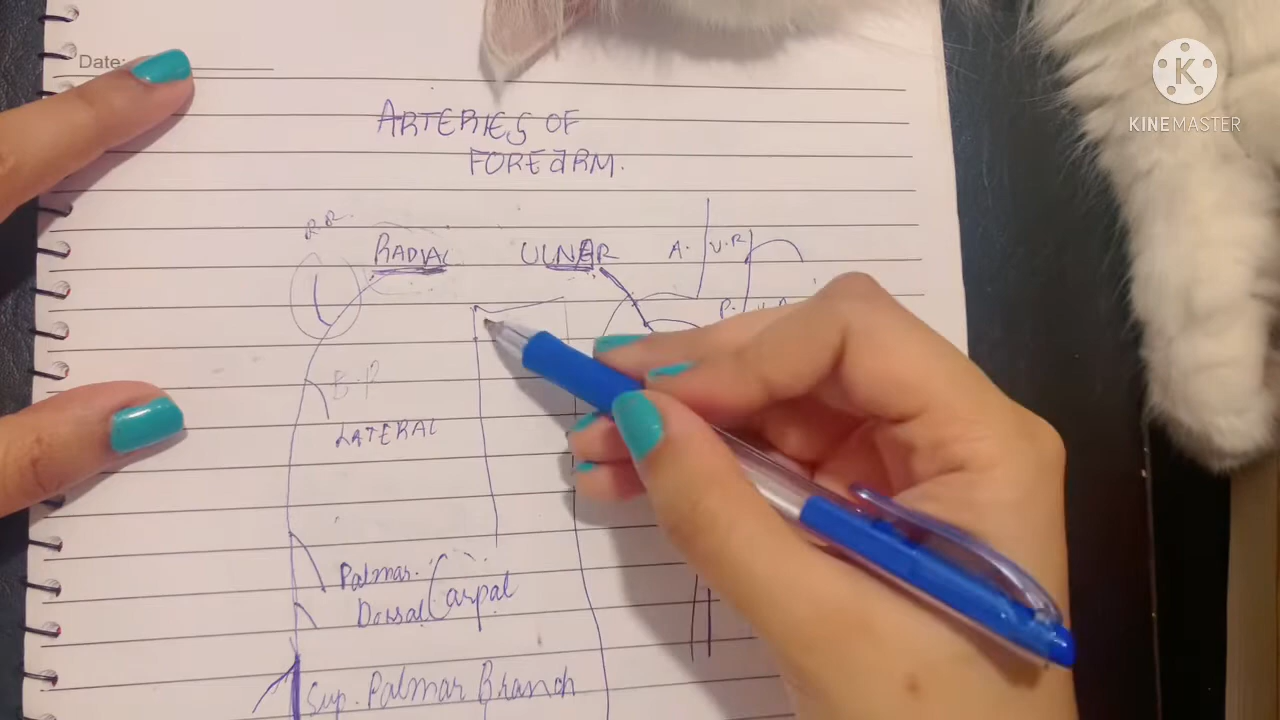 Date:
KINEMASTER
ARTERIES OF
FOREARM.
R.R.
RADIAL ULNAR A. U.R
P. U.R
B.P
LATERAL
Palmar.
Dorsal Carpal
Sup. Palmar Branch